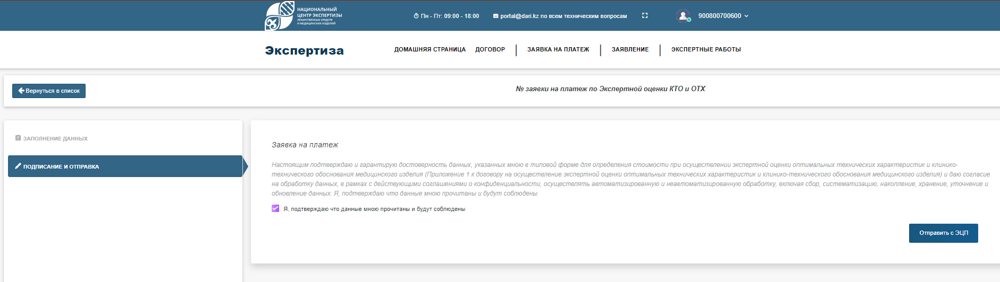 НАЦИОНАЛЬНЫЙ
ЦЕНТР ЭКСПЕРТИЗЫ
ЛЕКАРСТВЕННЫХ СРЕДСТВ
И МЕДИЦИНСКИХ ИЗДЕЛИЙ
Пн - Пт: 09:00 - 18:00
portal@dari.kz по всем техническим вопросам
900800700600
Экспертиза
ДОМАШНЯЯ СТРАНИЦА
ДОГОВОР
ЗАЯВКА НА ПЛАТЕЖ
ЗАЯВЛЕНИЕ
ЭКСПЕРТНЫЕ РАБОТЫ
Вернуться в список
№ заявки на платеж по Экспертной оценки КТО и ОТХ
ЗАПОЛНЕНИЕ ДАННЫХ
ПОДПИСАНИЕ И ОТПРАВКА
Заявка на платеж
Настоящим подтверждаю и гарантирую достоверность данных, указанных мною в типовой форме для определения стоимости при осуществлении экспертной оценки оптимальных технических характеристик и клинико-
технического обоснования медицинского изделия (Приложение 1 к договору на осуществление экспертной оценки оптимальных технических характеристик и клинико-технического обоснования медицинского изделия) и даю согласие
на обработку данных, в рамках с действующими соглашениями о конфиденциальности, осуществлять автоматизированную и неавтоматизированную обработку, включая сбор, систематизацию, накопление, хранение, уточнение и
обновление данных. Я, подтверждаю что данные мною прочитаны и будут соблюдены
Я, подтверждаю что данные мною прочитаны и будут соблюдены
Отправить с ЭЦП